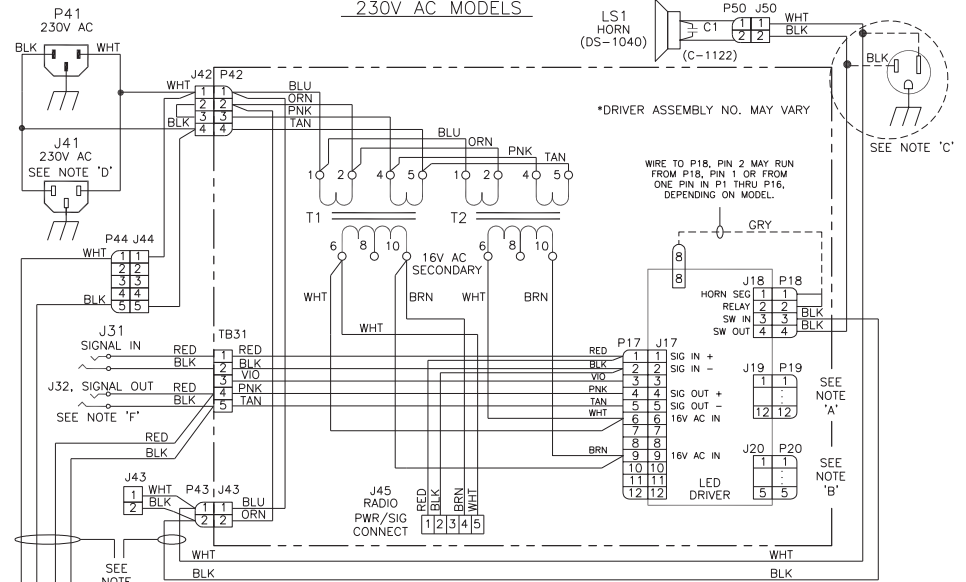 230V AC MODELS
P41
230V AC
BLK
WHT
LS1
HORN
(DS-1040)
C1
(C-1122)
P50 J50
1 1
2 2
WHT
BLK
BLK
SEE NOTE 'C'
*DRIVER ASSEMBLY NO. MAY VARY
J42 P42
WHT
BLK
1 1
2 2
3 3
4 4
BLU
ORN
PNK
TAN
J41
230V AC
SEE NOTE 'D'
BLU
ORN
PNK
TAN
1 2 4 5 1 2 4 5
T1
T2
6 8 10
6 8 10
16V AC
SECONDARY
WIRE TO P18, PIN 2 MAY RUN
FROM P18, PIN 1 OR FROM
ONE PIN IN P1 THRU P16,
DEPENDING ON MODEL.
GRY
8
8
P44 J44
WHT
BLK
1 1
2 2
3 3
4 4
5 5
WHT
BRN
WHT
BRN
WHT
J18 P18
HORN SEG 1 1
RELAY 2 2
SW IN 3 3 BLK
SW OUT 4 4 BLK
J31
SIGNAL IN
RED
BLK
J32, SIGNAL OUT
RED
BLK
SEE NOTE 'F'
RED
BLK
TB31
1 RED
2 BLK
3 VIO
4 PNK
5 TAN
P17 J17
RED 1 1 SIG IN +
BLK 2 2 SIG IN -
VIO 3 3
PNK 4 4 SIG OUT +
TAN 5 5 SIG OUT -
WHT 6 6 16V AC IN
7 7
8 8
BRN 9 9 16V AC IN
10 10
11 11
12 12
LED
DRIVER
J19 P19
1 1
12 12
SEE
NOTE
'A'
J20 P20
1 1
5 5
SEE
NOTE
'B'
J43
1 WHT
2 BLK
P43 J43
1 1 BLU
2 2 ORN
J45
RADIO
PWR/SIG
CONNECT
RED
BLK
BRN
WHT
1 2 3 4 5
WHT
WHT
BLK
BLK
SEE
NOTE